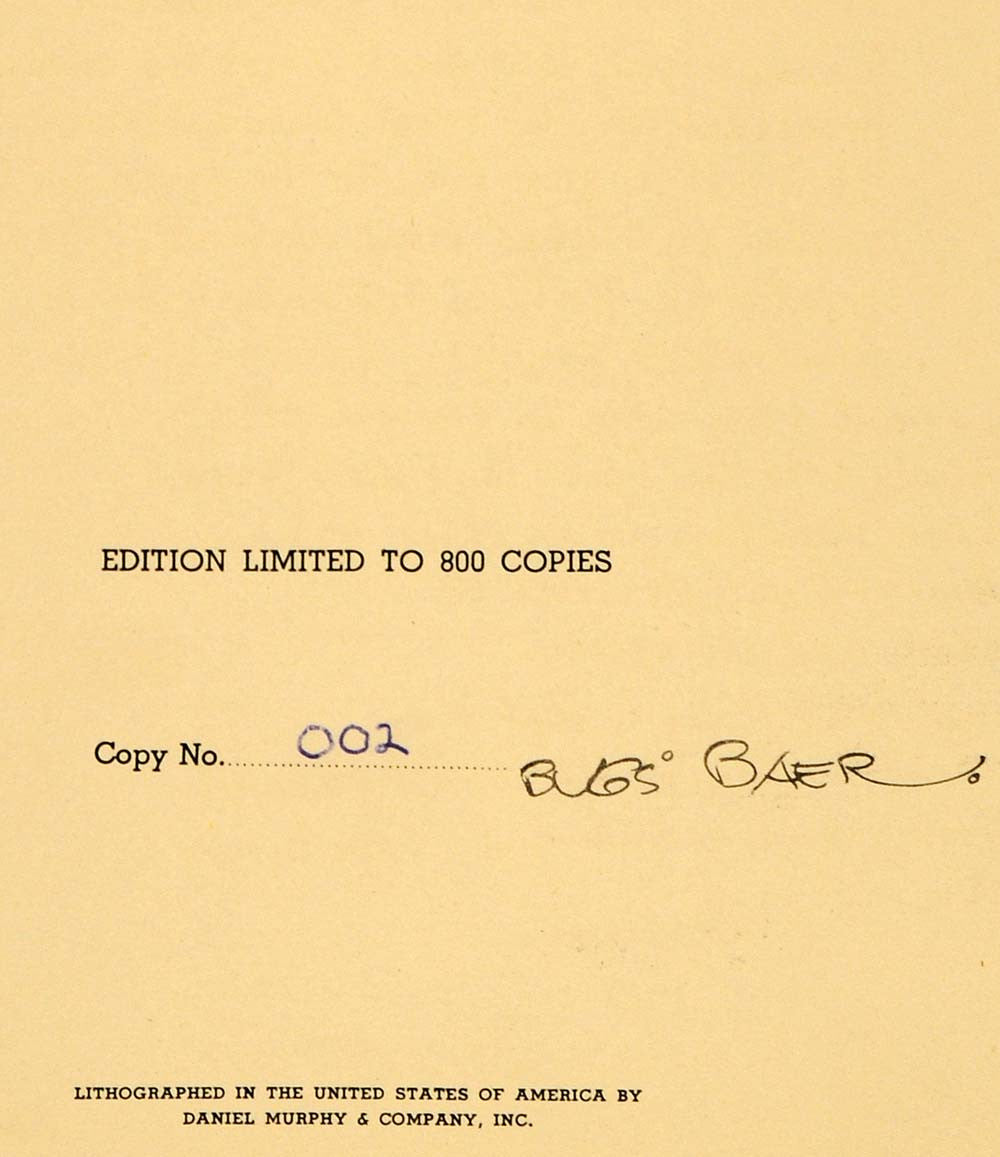 EDITION LIMITED TO 800 COPIES
Copy No. 002 BUGS BAER.
LITHOGRAPHED IN THE UNITED STATES OF AMERICA BY
DANIEL MURPHY & COMPANY, INC.